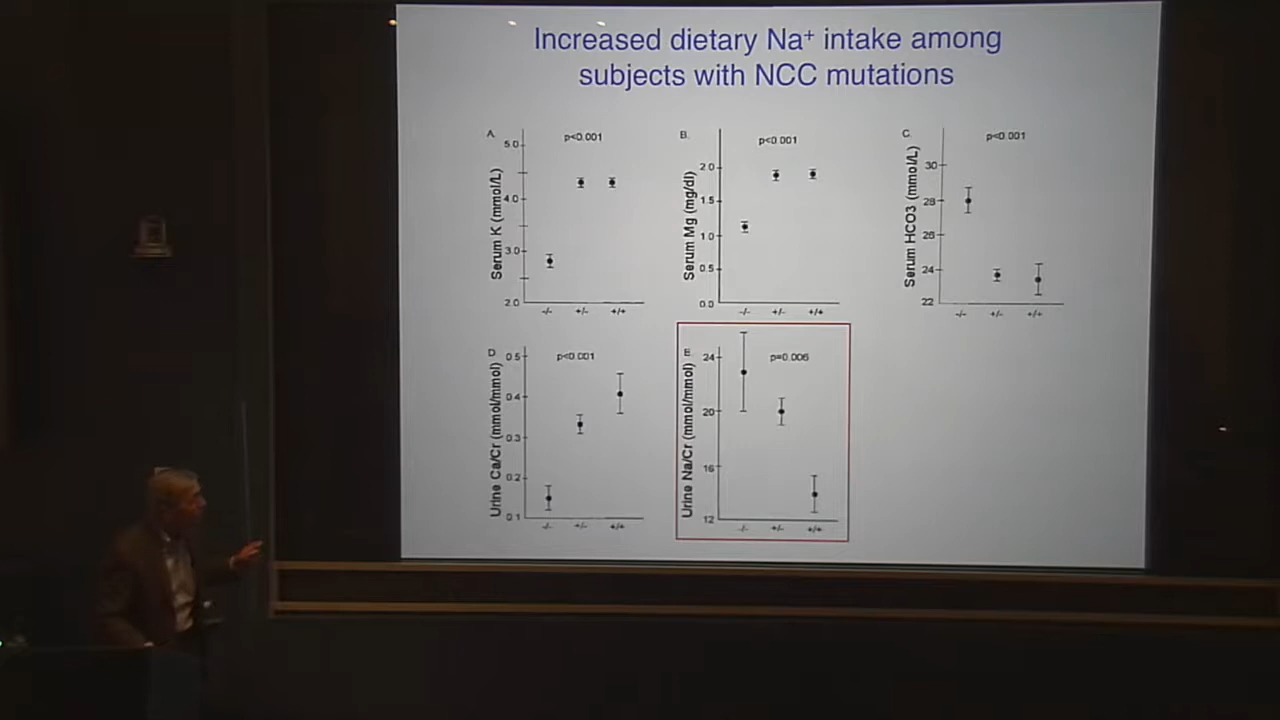 Increased dietary Na⁺ intake among
subjects with NCC mutations
A.
p<0.001
Serum K (mmol/L)
5.0
4.0
3.0
2.0
-/-
+/-
+/+
B.
p<0.001
Serum Mg (mg/dl)
2.0
1.5
1.0
0.5
0.0
-/-
+/-
+/+
C.
p<0.001
Serum HCO3 (mmol/L)
30
28
26
24
22
-/-
+/-
+/+
D
p<0.001
Urine Ca/Cr (mmol/mmol)
0.5
0.4
0.3
0.2
0.1
-/-
+/-
+/+
E.
p=0.006
Urine Na/Cr (mmol/mmol)
24
20
16
12
-/-
+/-
+/+